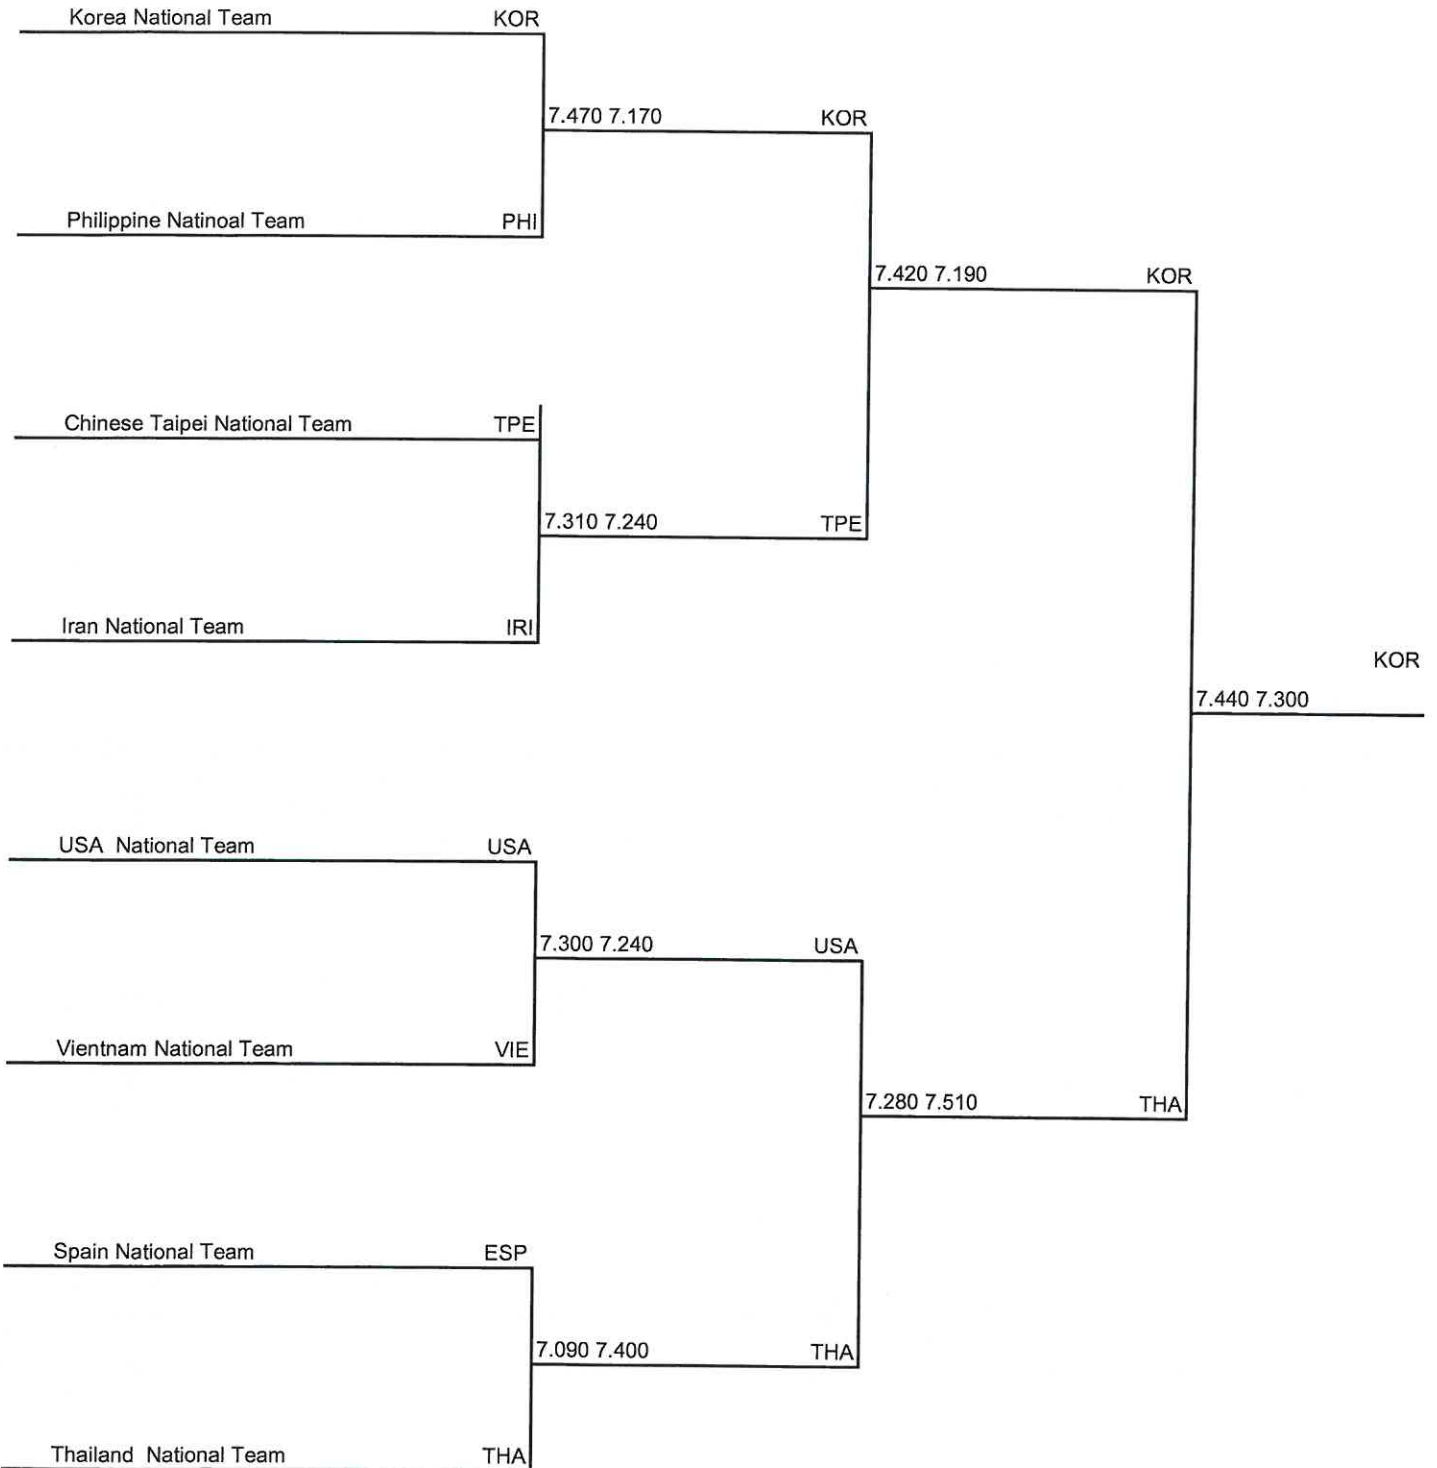 Korea National Team KOR
7.470 7.170 KOR
Philippine Natinoal Team PHI
7.420 7.190 KOR
Chinese Taipei National Team TPE
7.310 7.240 TPE
Iran National Team IRI
KOR
7.440 7.300
USA National Team USA
7.300 7.240 USA
Vientnam National Team VIE
7.280 7.510 THA
Spain National Team ESP
7.090 7.400 THA
Thailand National Team THA